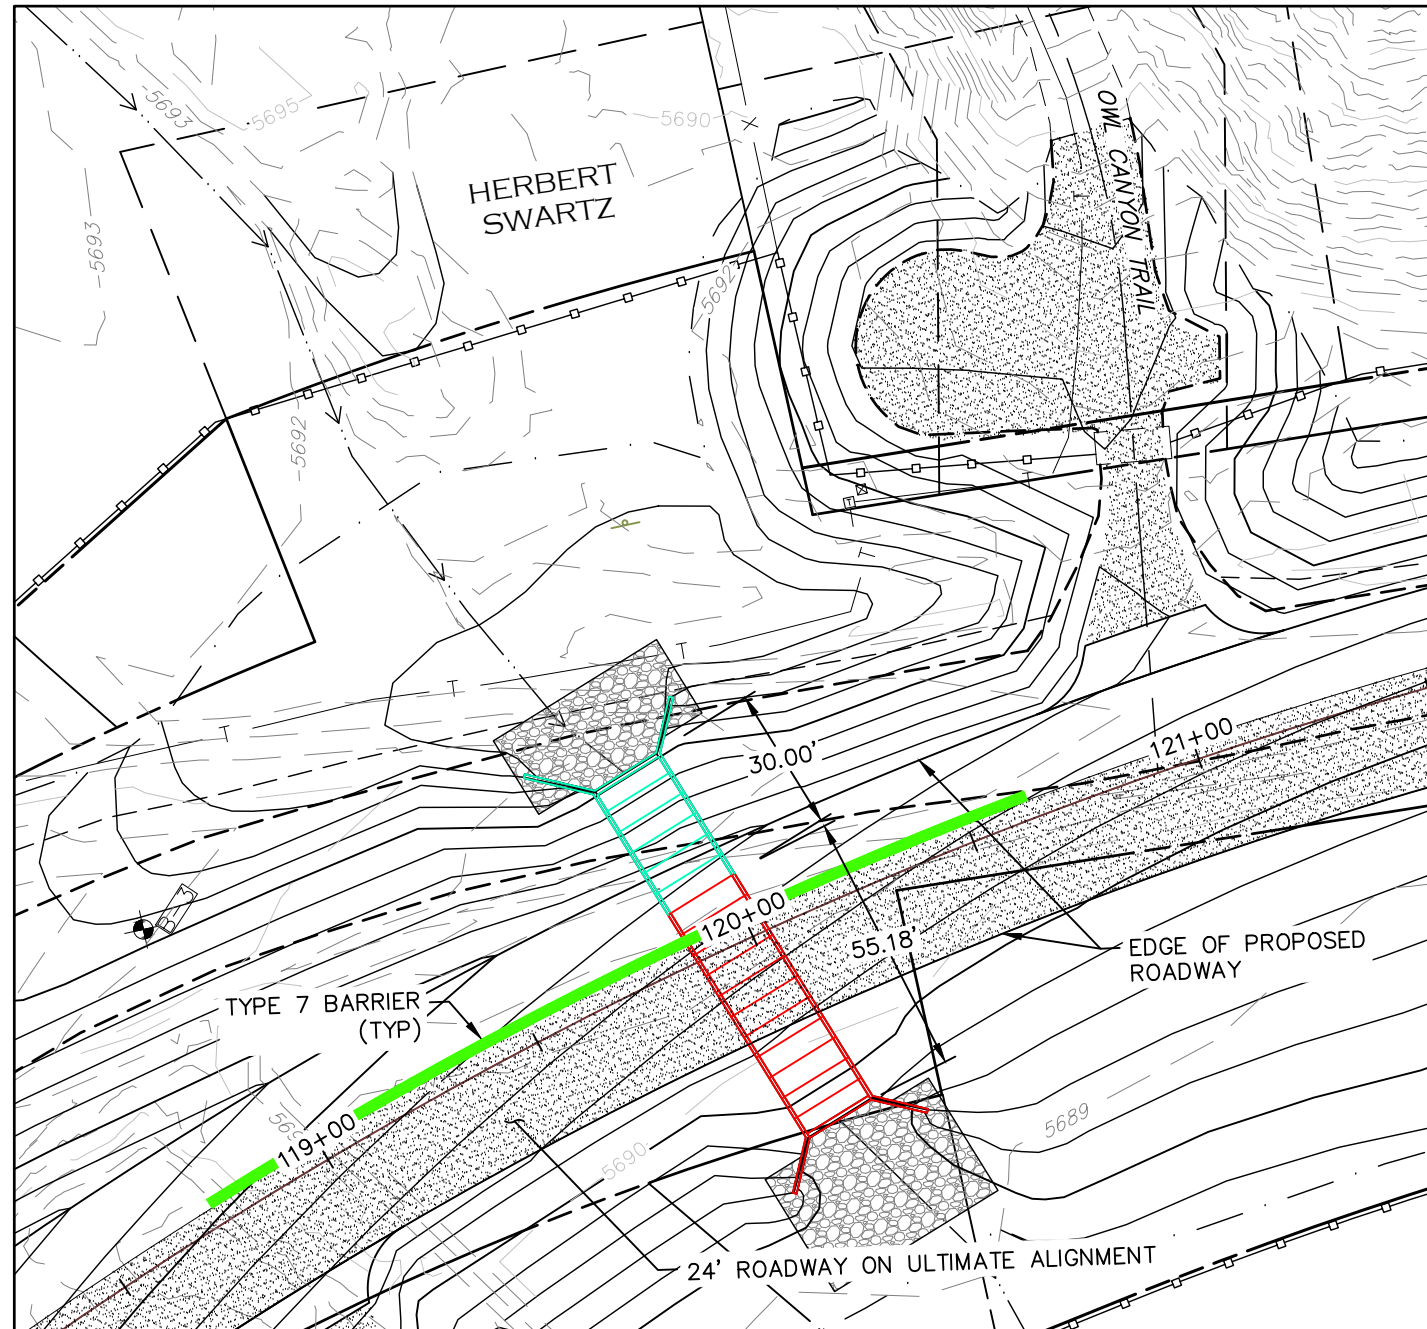 5693
5695
5690
OWL CANYON TRAIL
HERBERT
SWARTZ
5693
5692
5692
T
T
T
T
30.00'
121+00
B-13
120+00
55.18'
EDGE OF PROPOSED
ROADWAY
TYPE 7 BARRIER
(TYP)
119+00
5689
5690
24' ROADWAY ON ULTIMATE ALIGNMENT